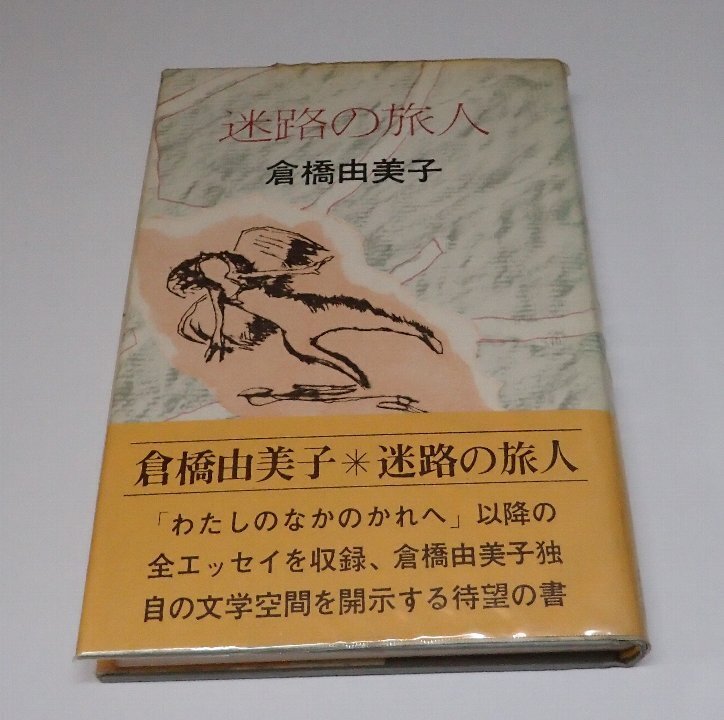 迷路の旅人
倉橋由美子
倉橋由美子✳迷路の旅人
「わたしのなかのかれへ」以降の
全エッセイを収録、倉橋由美子独
自の文学空間を開示する待望の書